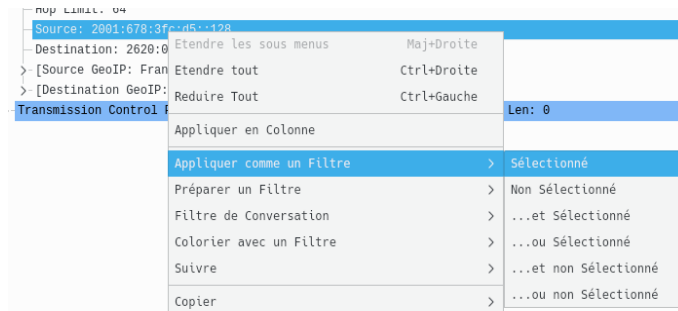 Hop Limit: 64
Source: 2001:678:3fc:d5::128
Destination: 2620:0
[Source GeoIP: Fran
[Destination GeoIP:
Transmission Control P
Len: 0
Etendre les sous menus Maj+Droite
Etendre tout Ctrl+Droite
Reduire Tout Ctrl+Gauche
Appliquer en Colonne
Appliquer comme un Filtre
Préparer un Filtre
Filtre de Conversation
Colorier avec un Filtre
Suivre
Copier
Sélectionné
Non Sélectionné
...et Sélectionné
...ou Sélectionné
...et non Sélectionné
...ou non Sélectionné